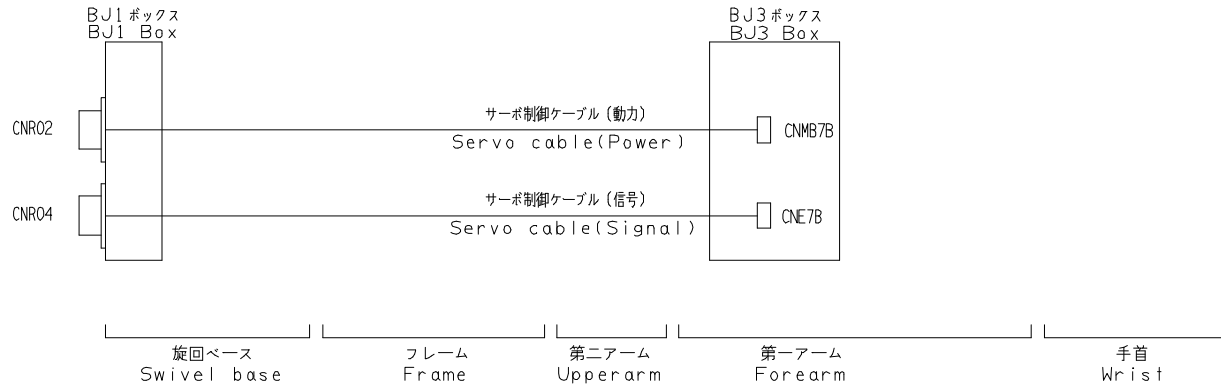 BJ1ボックス
BJ1 Box
BJ3ボックス
BJ3 Box
CNR02
サーボ制御ケーブル(動力)
Servo cable(Power)
CNMB7B
CNR04
サーボ制御ケーブル(信号)
Servo cable(Signal)
CNE7B
旋回ベース
Swivel base
フレーム
Frame
第二アーム
Upperarm
第一アーム
Forearm
手首
Wrist